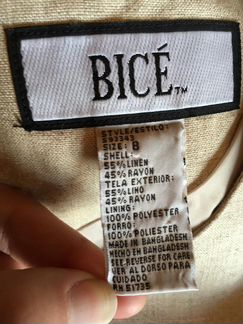 BICÉ™
STYLE/ESTILO:
592343
SIZE: 8
SHELL:
55% LINEN
45% RAYON
TELA EXTERIOR:
55% LINO
45% RAYON
LINING:
100% POLYESTER
FORRO:
100% POLYESTER
MADE IN BANGLADESH
HECHO EN BANGLADESH
SEE REVERSE FOR CARE
VER AL DORSO PARA
CUIDADO
RN 51735